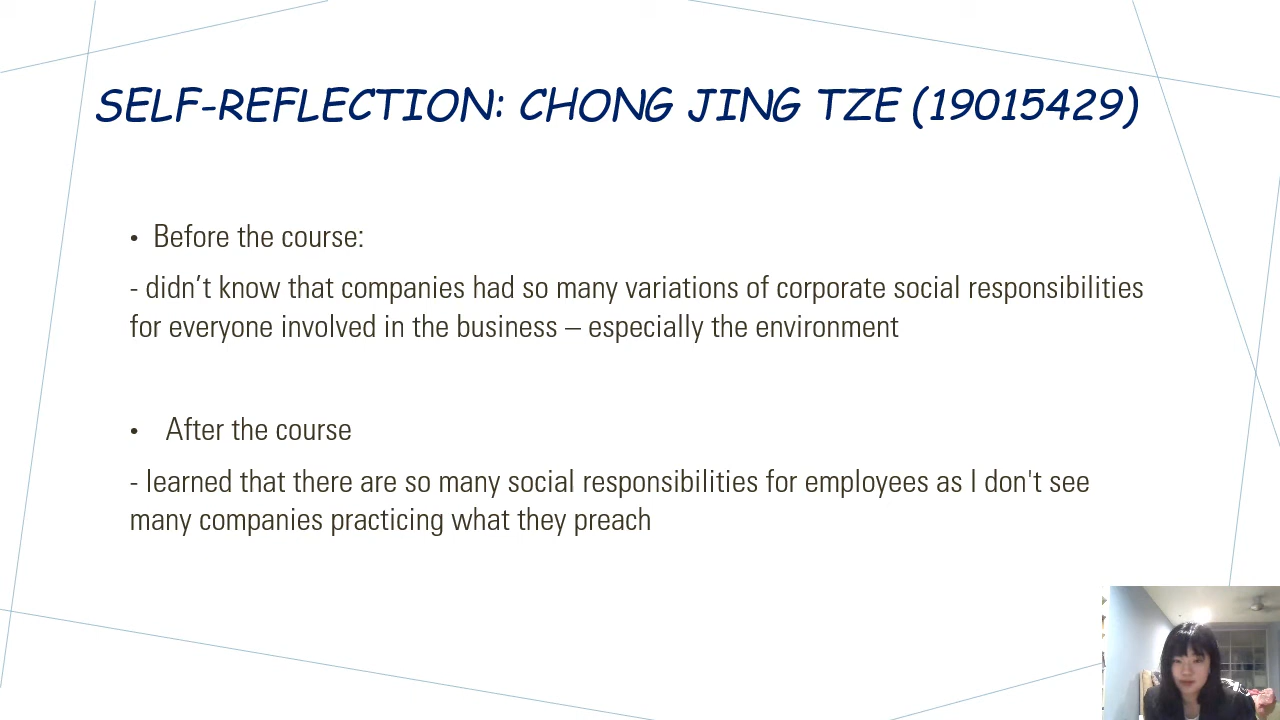 SELF-REFLECTION: CHONG JING TZE (19015429)
• Before the course:
- didn’t know that companies had so many variations of corporate social responsibilities
for everyone involved in the business – especially the environment
• After the course
- learned that there are so many social responsibilities for employees as I don't see
many companies practicing what they preach